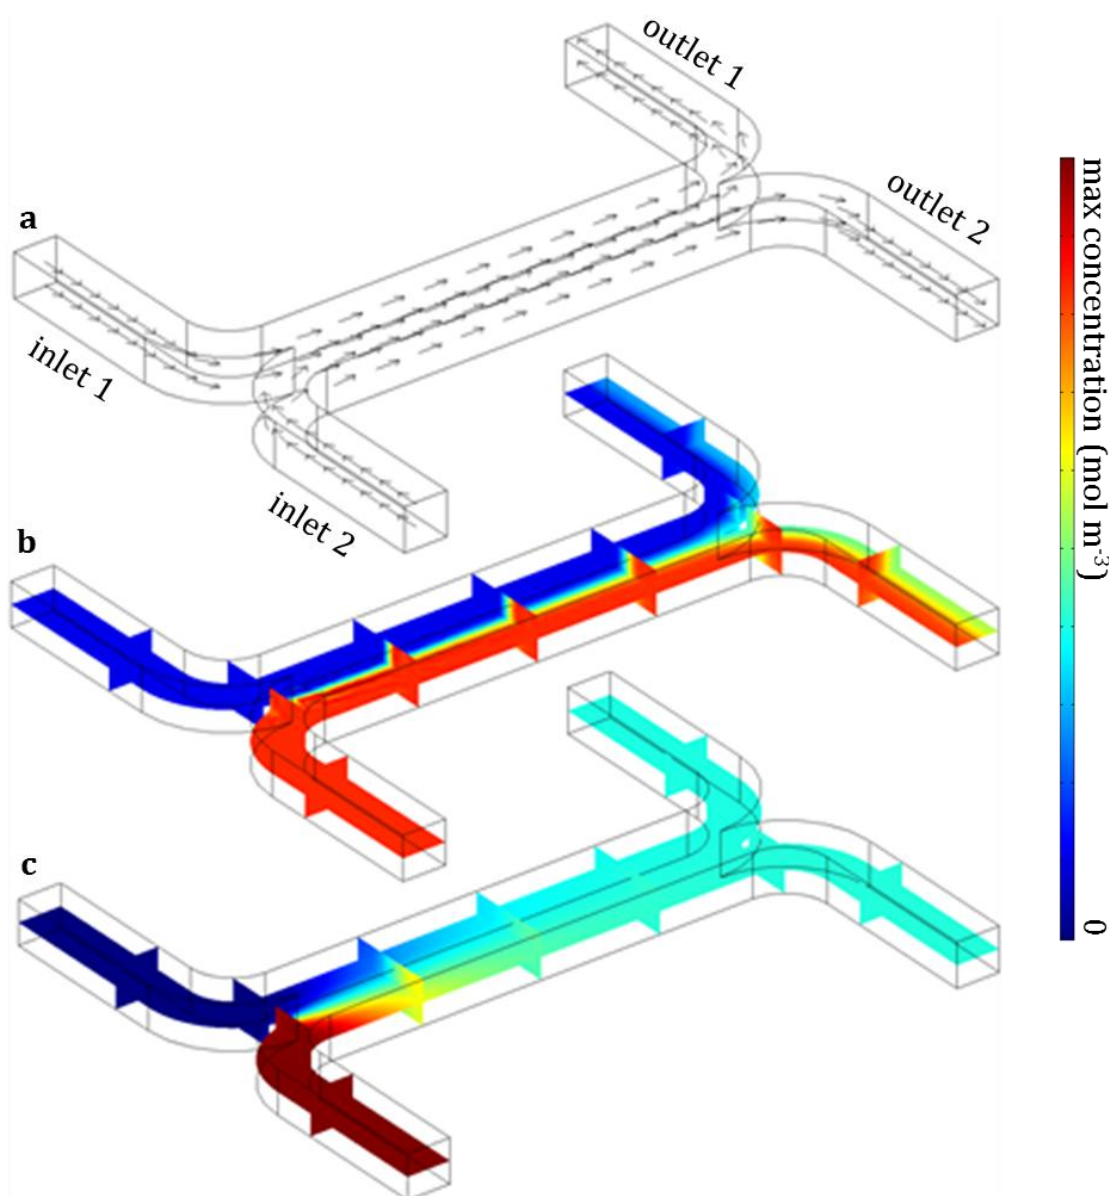 outlet 1
a
outlet 2
inlet 1
inlet 2
b
c
max concentration (mol m⁻³)
0